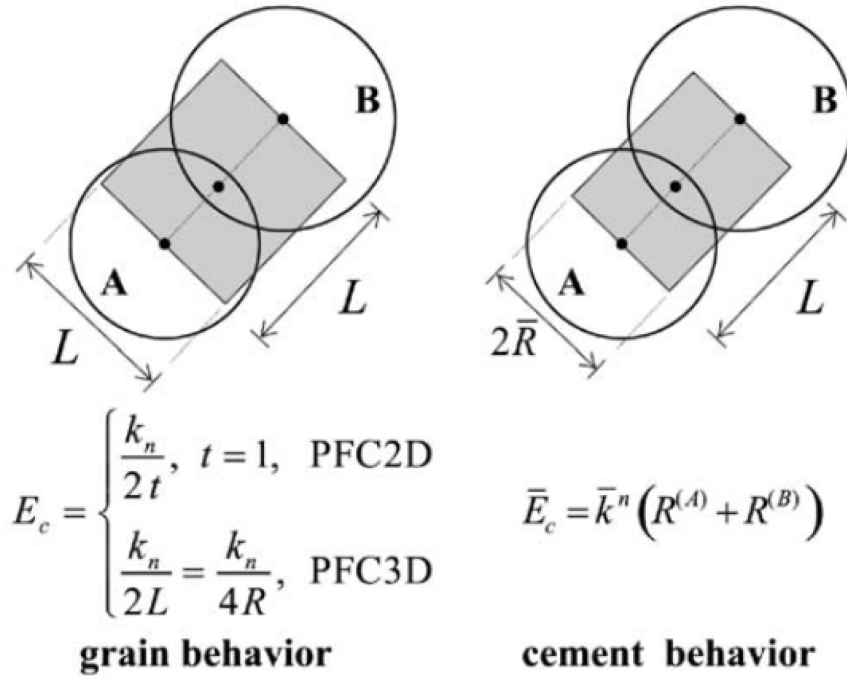 B
A
L
L
B
A
2R̄
L
E_c = { k_n/2t, t = 1, PFC2D
k_n/2L = k_n/4R, PFC3D
Ē_c = k̄^n (R^(A) + R^(B))
grain behavior
cement behavior